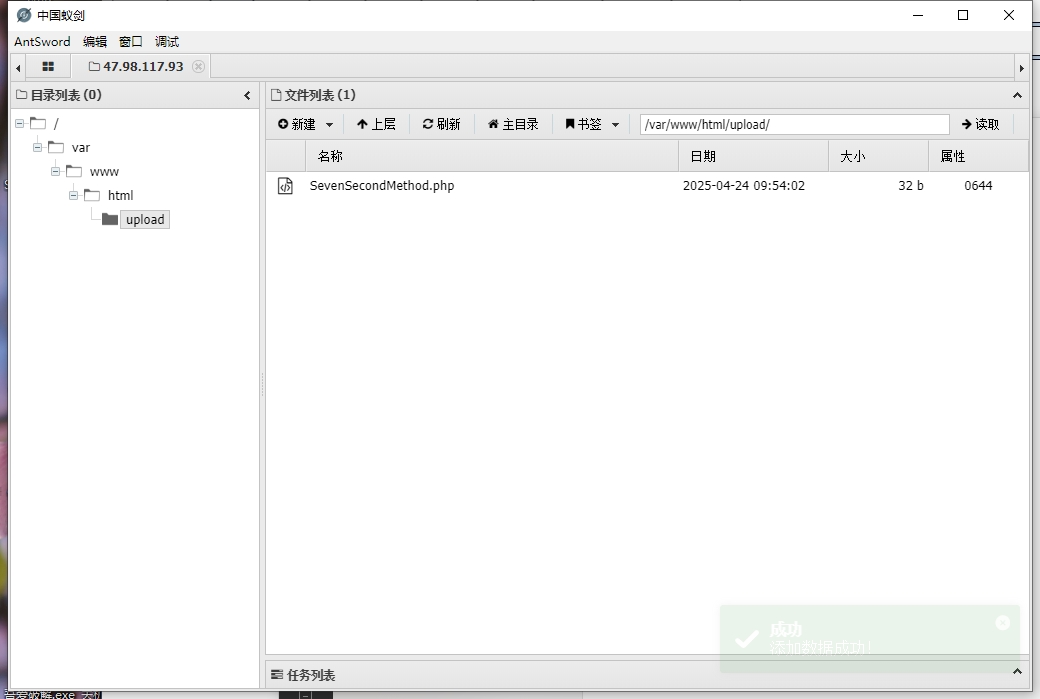 中国蚁剑
AntSword 编辑 窗口 调试
47.98.117.93
目录列表 (0)
文件列表 (1)
新建 上层 刷新 主目录 书签 /var/www/html/upload/ 读取
名称 日期 大小 属性
/
var
www
html
upload
SevenSecondMethod.php 2025-04-24 09:54:02 32 b 0644
成功
添加数据成功!
任务列表